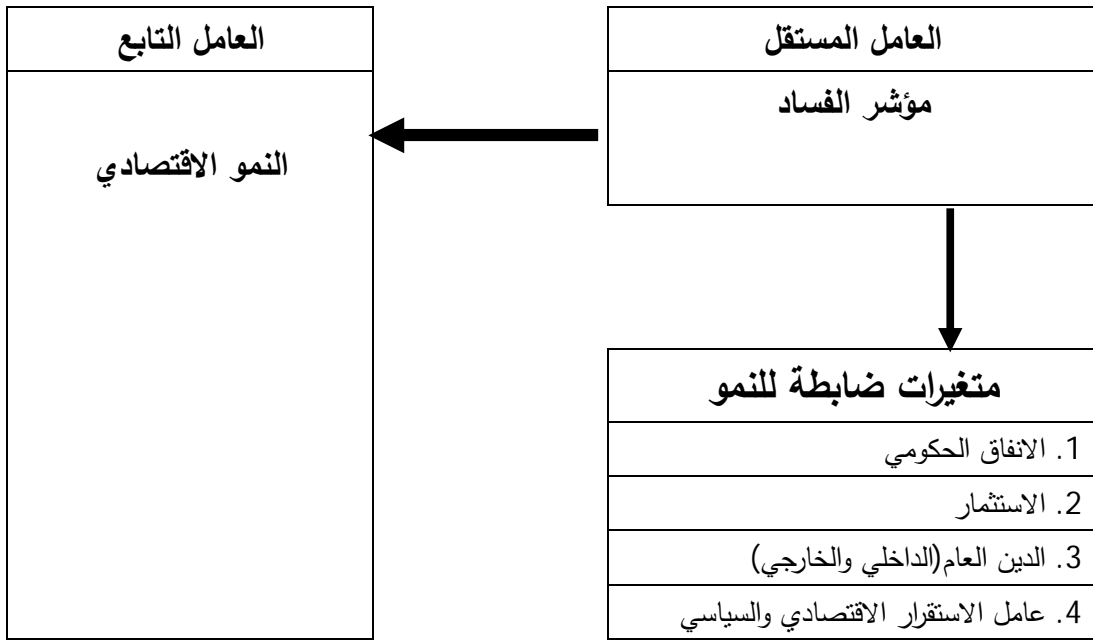 العامل المستقل
مؤشر الفساد
العامل التابع
النمو الاقتصادي
متغيرات ضابطة للنمو
1. الانفاق الحكومي
2. الاستثمار
3. الدين العام(الداخلي والخارجي)
4. عامل الاستقرار الاقتصادي والسياسي